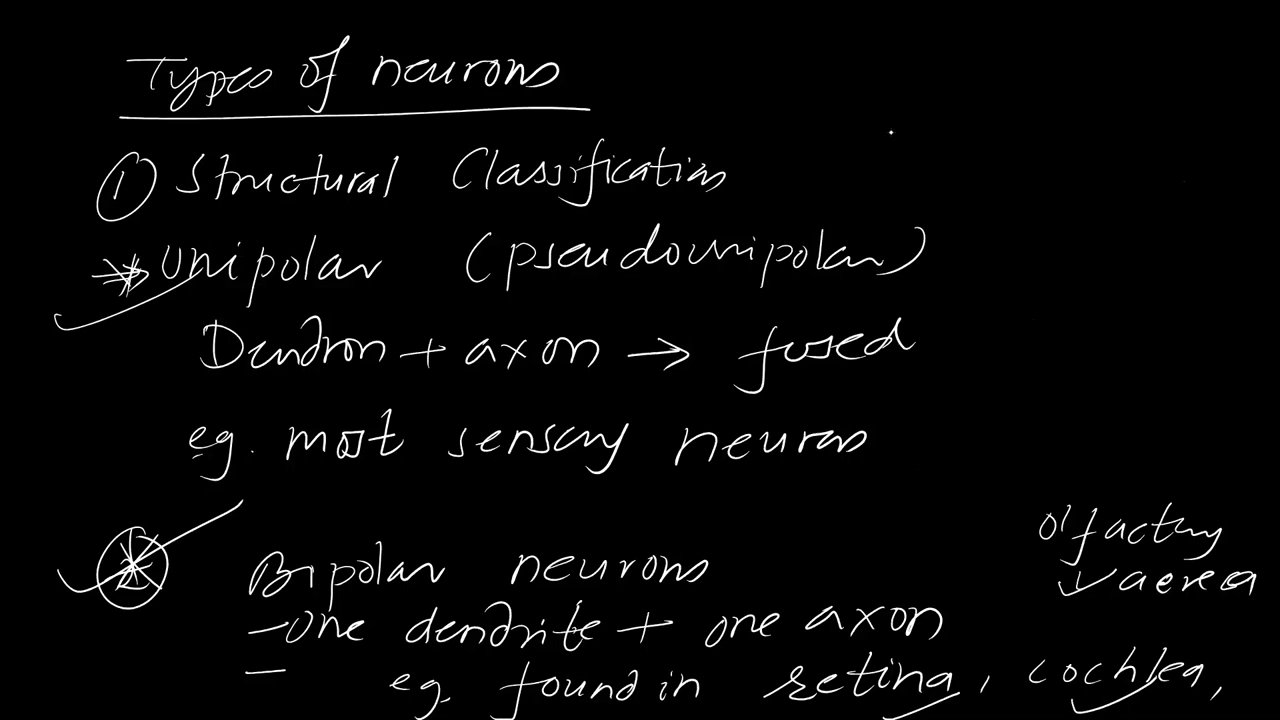 Types of neurons
① Structural Classification
* unipolar (pseudounipolar)
Dendron + axon → fused
eg. most sensory neurons
Bipolar neurons
- one dendrite + one axon
- eg. found in retina, cochlea,
olfactory
aerea